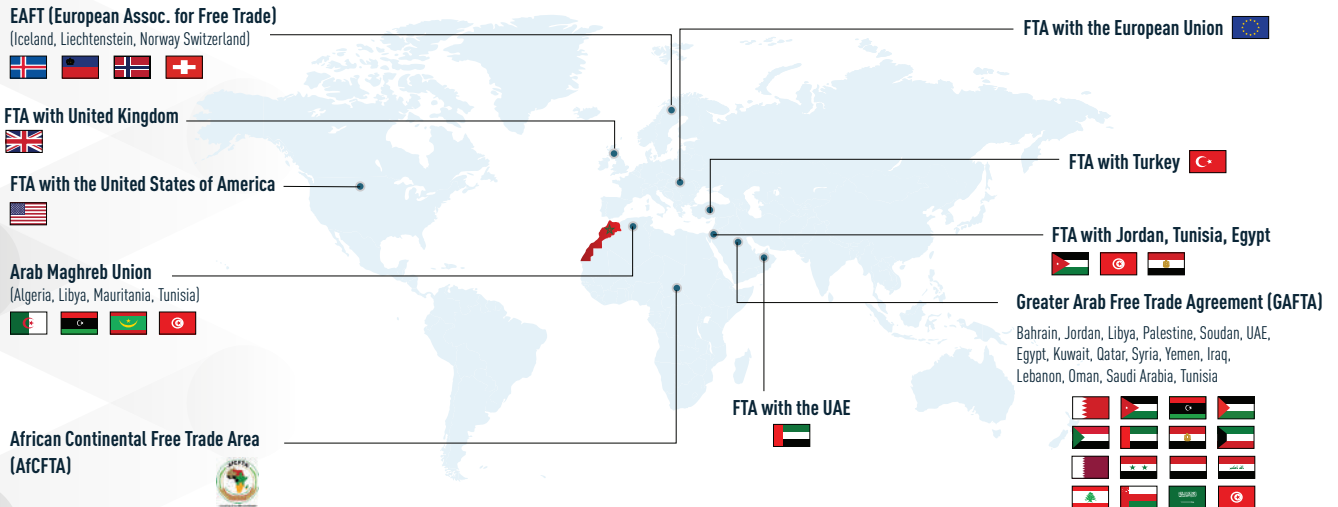 EAFT (European Assoc. for Free Trade)
(Iceland, Liechtenstein, Norway Switzerland)
FTA with United Kingdom
FTA with the United States of America
Arab Maghreb Union
(Algeria, Libya, Mauritania, Tunisia)
African Continental Free Trade Area
(AfCFTA)
AfCFTA
FTA with the European Union
FTA with Turkey
FTA with Jordan, Tunisia, Egypt
Greater Arab Free Trade Agreement (GAFTA)
Bahrain, Jordan, Libya, Palestine, Soudan, UAE,
Egypt, Kuwait, Qatar, Syria, Yemen, Iraq,
Lebanon, Oman, Saudi Arabia, Tunisia
FTA with the UAE